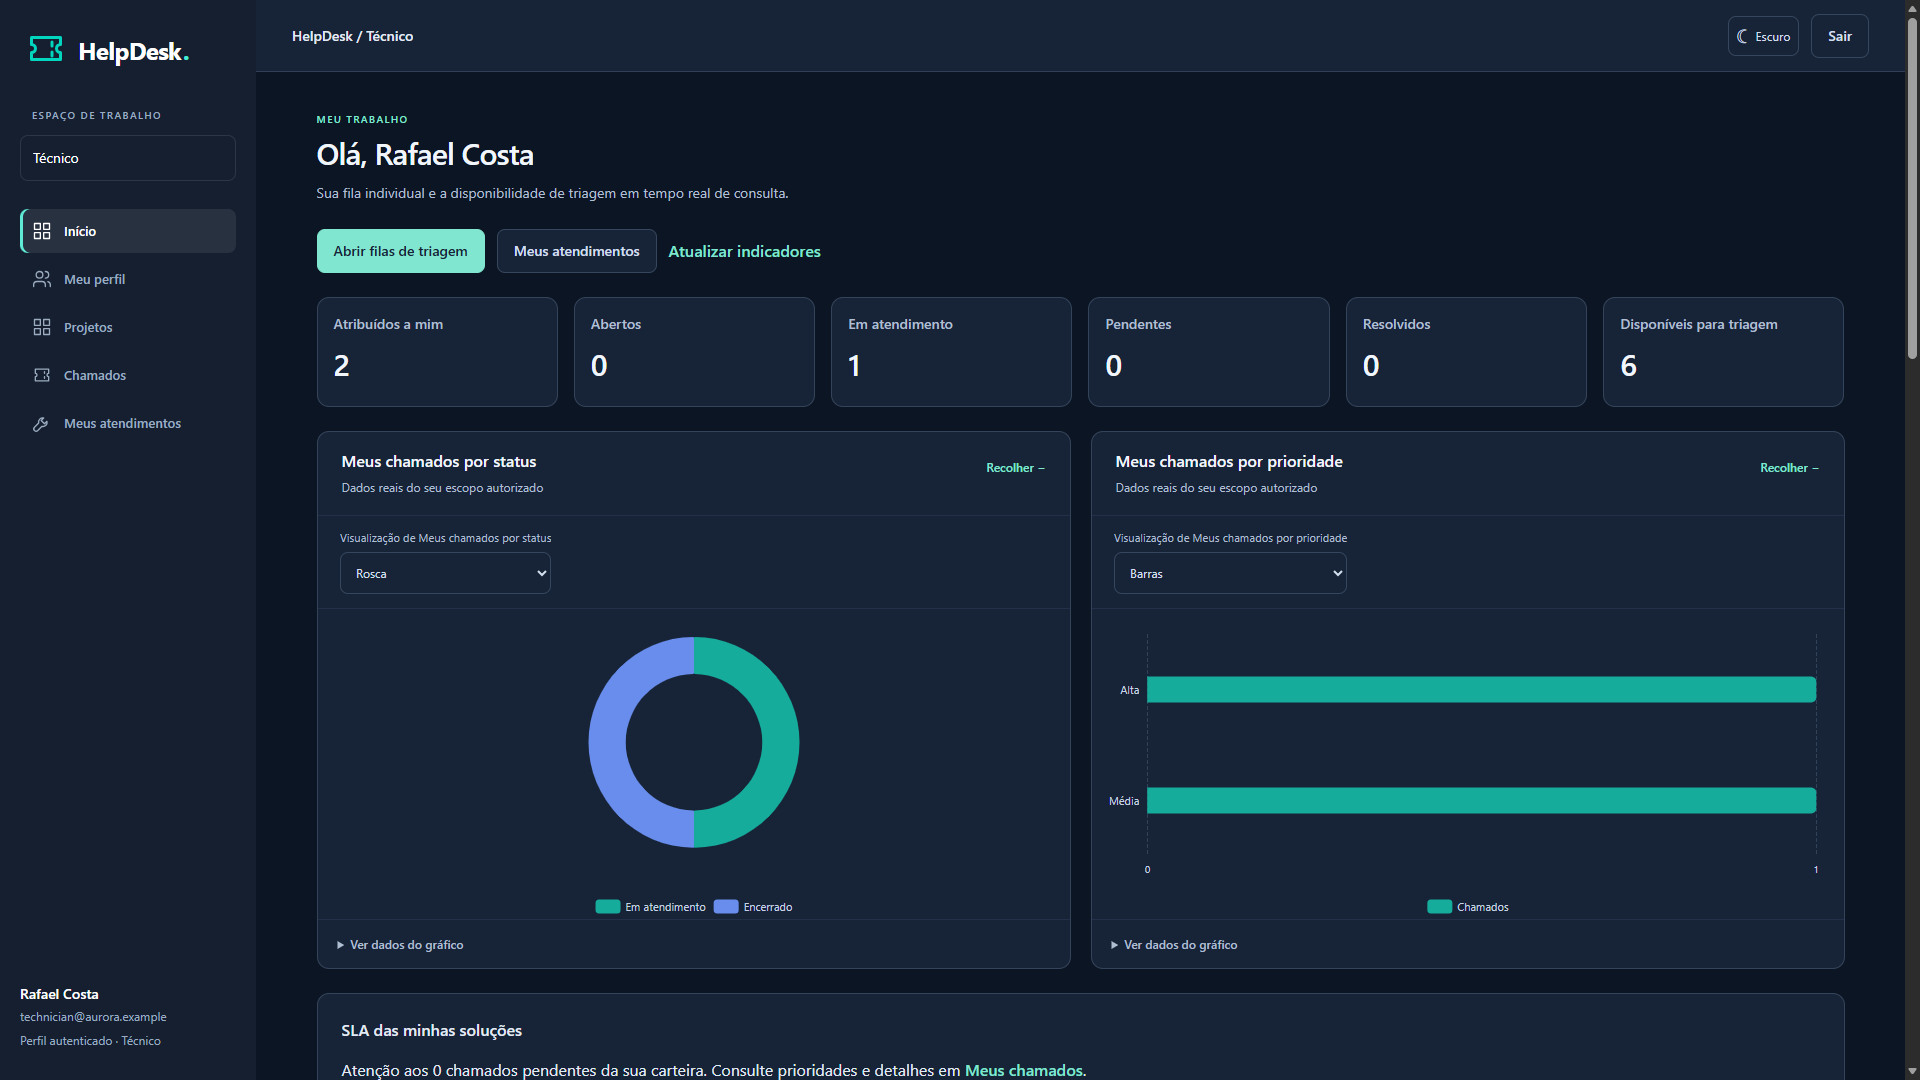 HelpDesk.
ESPAÇO DE TRABALHO
Técnico
Início
Meu perfil
Projetos
Chamados
Meus atendimentos
Rafael Costa
technician@aurora.example
Perfil autenticado · Técnico
HelpDesk / Técnico
Escuro
Sair
MEU TRABALHO
Olá, Rafael Costa
Sua fila individual e a disponibilidade de triagem em tempo real de consulta.
Abrir filas de triagem
Meus atendimentos
Atualizar indicadores
Atribuídos a mim
2
Abertos
0
Em atendimento
1
Pendentes
0
Resolvidos
0
Disponíveis para triagem
6
Meus chamados por status
Dados reais do seu escopo autorizado
Recolher −
Visualização de Meus chamados por status
Rosca
Em atendimento
Encerrado
Ver dados do gráfico
Meus chamados por prioridade
Dados reais do seu escopo autorizado
Recolher −
Visualização de Meus chamados por prioridade
Barras
Alta
Média
0
1
Chamados
Ver dados do gráfico
SLA das minhas soluções
Atenção aos 0 chamados pendentes da sua carteira. Consulte prioridades e detalhes em Meus chamados.